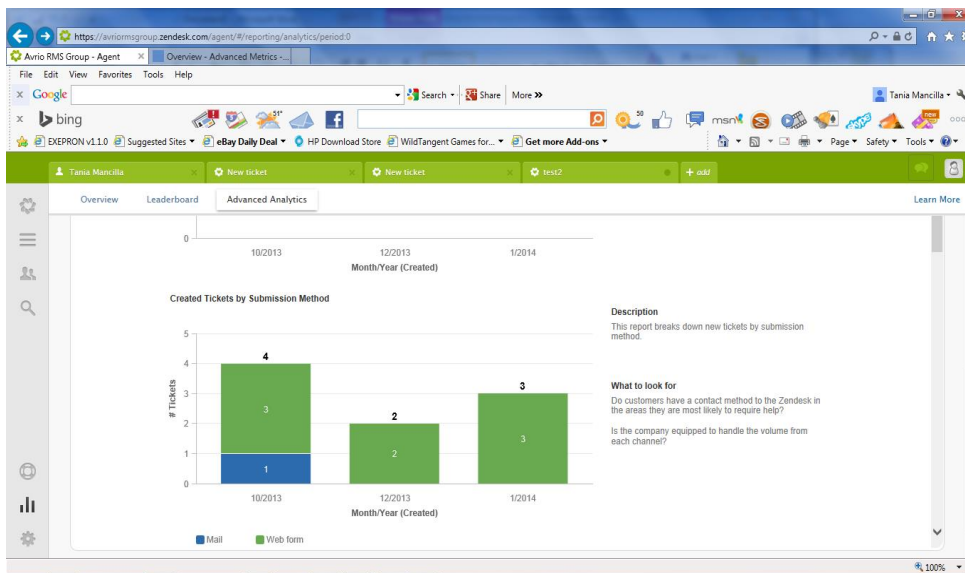 https://avriormsgroup.zendesk.com/agent/#/reporting/analytics/period:0
Avrio RMS Group - Agent
Overview - Advanced Metrics -...
File Edit View Favorites Tools Help
x Google Search Share More >> Tania Mancilla
x bing 51° 50 msn new
EXEPRON v1.1.0 Suggested Sites eBay Daily Deal HP Download Store WildTangent Games for... Get more Add-ons Page Safety Tools
Tania Mancilla New ticket New ticket test2 + add 8
Overview Leaderboard Advanced Analytics Learn More
0
10/2013 12/2013 1/2014
Month/Year (Created)
Created Tickets by Submission Method
# Tickets
5
4
3
2
1
0
4
3
1
2
2
3
3
10/2013 12/2013 1/2014
Month/Year (Created)
Mail Web form
Description
This report breaks down new tickets by submission
method.
What to look for
Do customers have a contact method to the Zendesk in
the areas they are most likely to require help?
Is the company equipped to handle the volume from
each channel?
100%